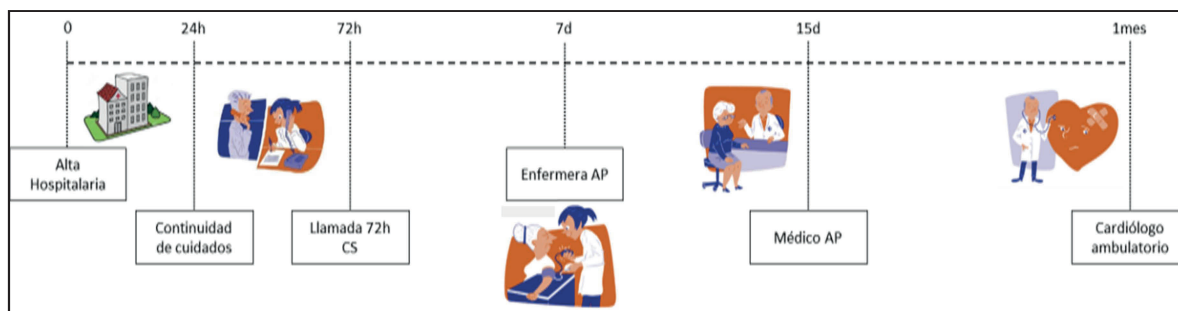 0
24h
72h
7d
15d
1mes
Alta
Hospitalaria
Continuidad
de cuidados
Llamada 72h
CS
Enfermera AP
Médico AP
Cardiólogo
ambulatorio